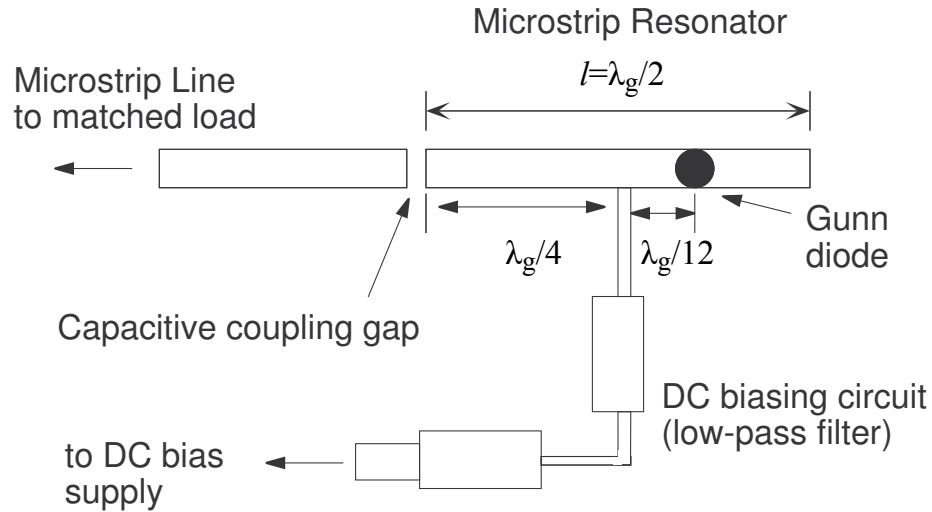 Microstrip Resonator
l=λg/2
Microstrip Line
to matched load
λg/4
λg/12
Gunn
diode
Capacitive coupling gap
DC biasing circuit
(low-pass filter)
to DC bias
supply